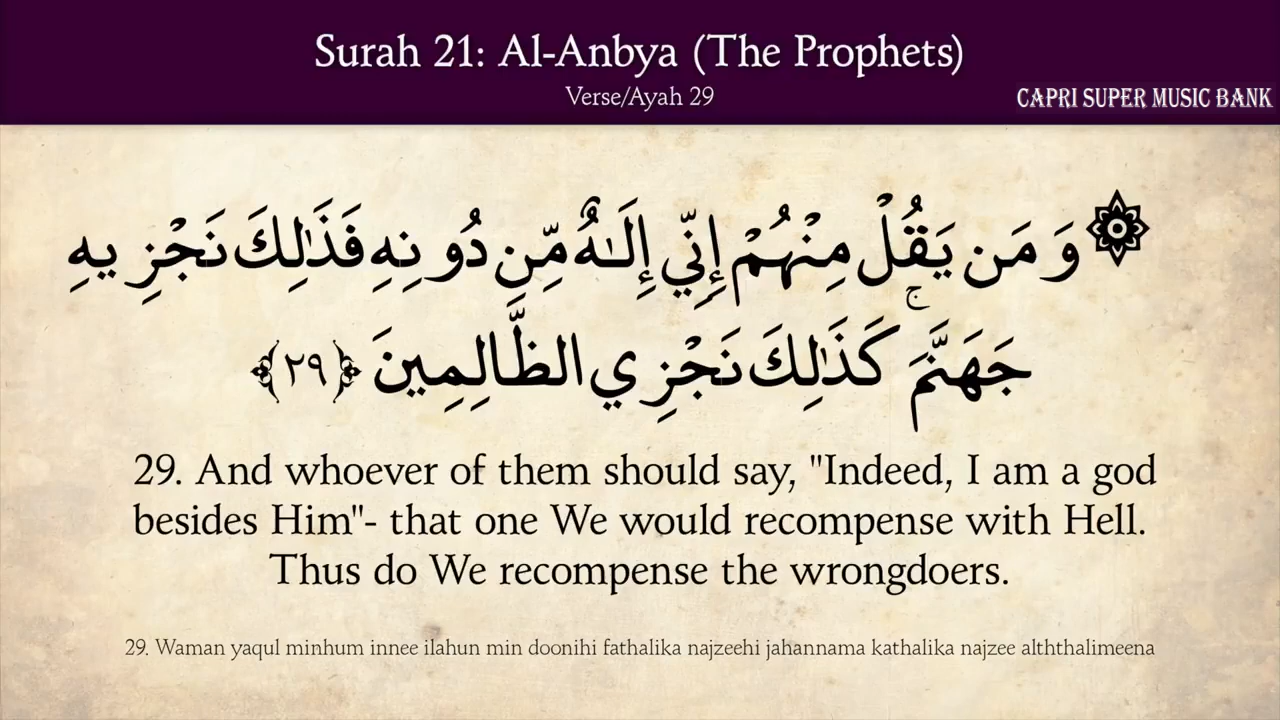 Surah 21: Al-Anbya (The Prophets)
Verse/Ayah 29
CAPRI SUPER MUSIC BANK
۞ وَمَن يَقُلْ مِنْهُمْ إِنِّي إِلَٰهٌ مِّن دُونِهِ فَذَٰلِكَ نَجْزِيهِ
جَهَنَّمَ ۚ كَذَٰلِكَ نَجْزِي الظَّالِمِينَ ﴿٢٩﴾
29. And whoever of them should say, "Indeed, I am a god
besides Him"- that one We would recompense with Hell.
Thus do We recompense the wrongdoers.
29. Waman yaqul minhum innee ilahun min doonihi fathalika najzeehi jahannama kathalika najzee alththalimeena